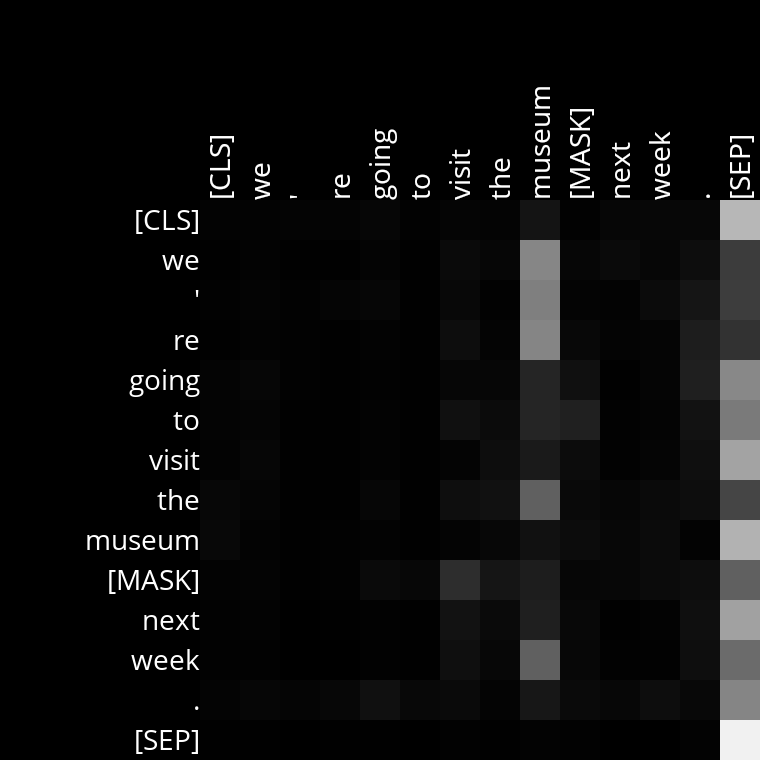 [CLS] we ' re going to visit the museum [MASK] next week . [SEP]
[CLS]
we
'
re
going
to
visit
the
museum
[MASK]
next
week
.
[SEP]